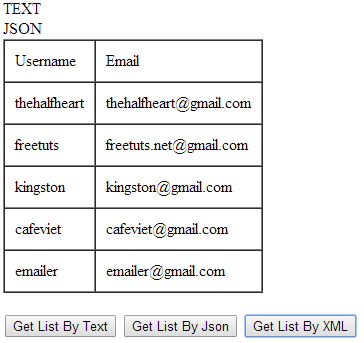 TEXT
JSON
Username Email
thehalfheart thehalfheart@gmail.com
freetuts freetuts.net@gmail.com
kingston kingston@gmail.com
cafeviet cafeviet@gmail.com
emailer emailer@gmail.com
Get List By Text Get List By Json Get List By XML